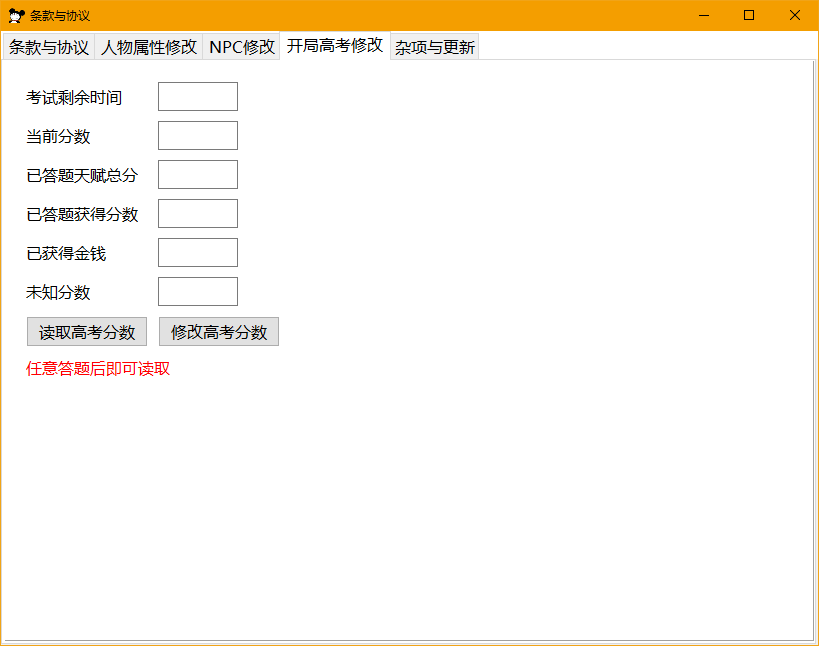 条款与协议
条款与协议 人物属性修改 NPC修改 开局高考修改 杂项与更新
考试剩余时间
当前分数
已答题天赋总分
已答题获得分数
已获得金钱
未知分数
读取高考分数 修改高考分数
任意答题后即可读取